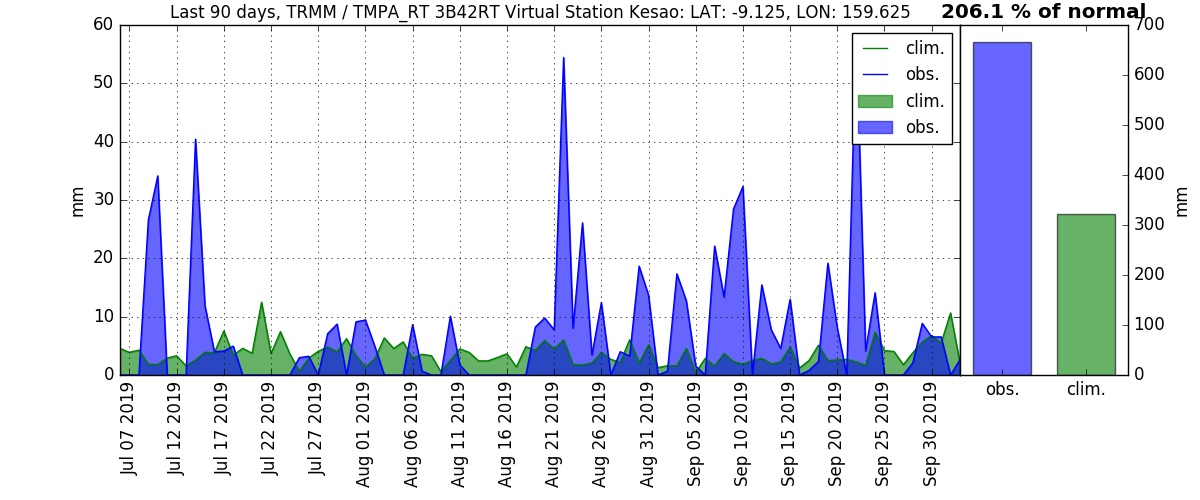 Last 90 days, TRMM / TMPA_RT 3B42RT Virtual Station Kesao: LAT: -9.125, LON: 159.625
206.1 % of normal
60
50
40
30
20
10
0
mm
clim.
obs.
clim.
obs.
700
600
500
400
300
200
100
0
mm
Jul 07 2019
Jul 12 2019
Jul 17 2019
Jul 22 2019
Jul 27 2019
Aug 01 2019
Aug 06 2019
Aug 11 2019
Aug 16 2019
Aug 21 2019
Aug 26 2019
Aug 31 2019
Sep 05 2019
Sep 10 2019
Sep 15 2019
Sep 20 2019
Sep 25 2019
Sep 30 2019
obs.
clim.